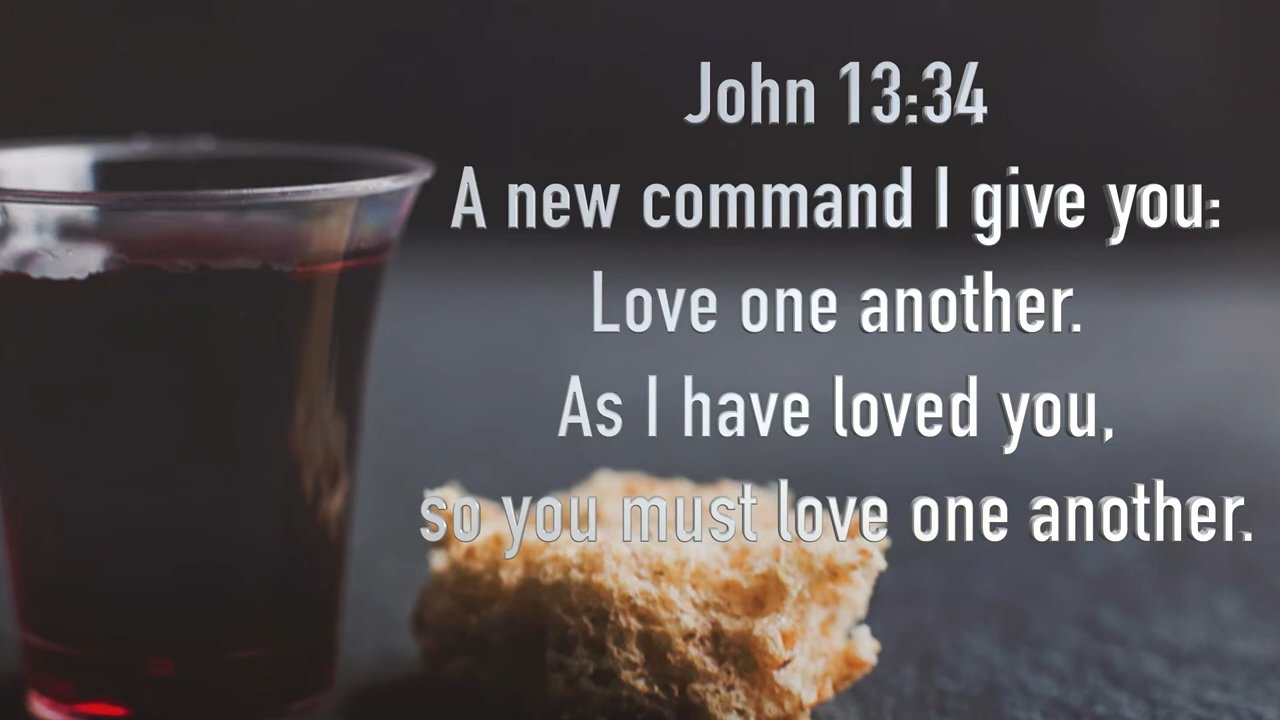 John 13:34
A new command I give you:
Love one another.
As I have loved you,
so you must love one another.